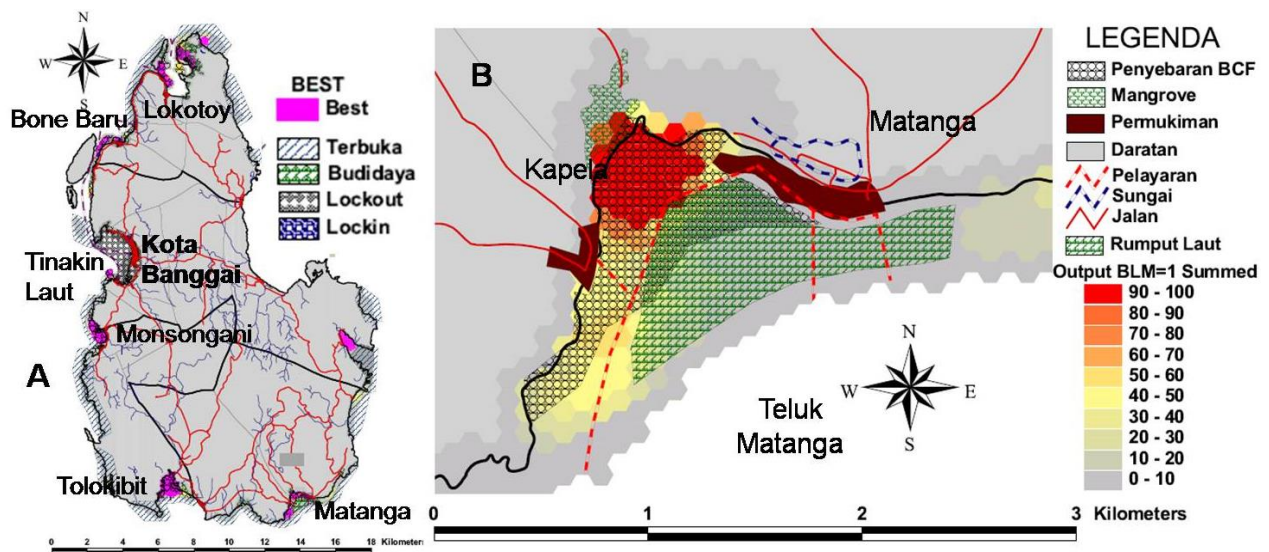 N
W E
S
BEST
Best
Terbuka
Budidaya
Lockout
Lockin
Lokotoy
Bone Baru
Kota
Banggai
Tinakin
Laut
Monsongani
A
Tolokibit
Matanga
0 2 4 6 8 10 12 14 16 18 Kilometers
B
Matanga
Kapela
N
W E
S
Teluk
Matanga
0 1 2 3 Kilometers
LEGENDA
Penyebaran BCF
Mangrove
Permukiman
Daratan
Pelayaran
Sungai
Jalan
Rumput Laut
Output BLM=1 Summed
90 - 100
80 - 90
70 - 80
60 - 70
50 - 60
40 - 50
30 - 40
20 - 30
10 - 20
0 - 10